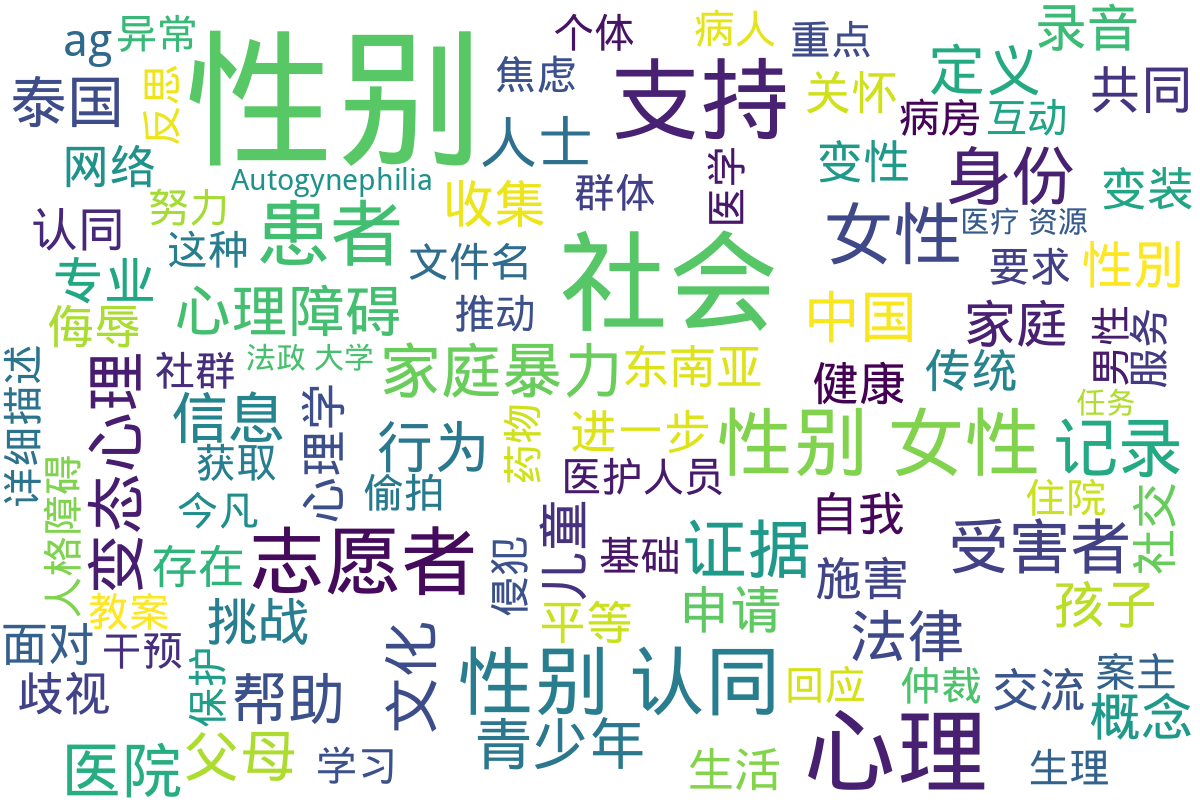 ag
异常
性别
个体
病人
重点
录音
泰国
反思
焦虑
支持
关怀
定义
共同
人士
病房
互动
网络
Autogynephilia
收集
群体
医学
变性
身份
变装
认同
努力
患者
女性
医疗 资源
这种
文件名
社会
要求
性別
专业
心理障碍
推动
中国
家庭
男性
服务
侮辱
社群
法政 大学
家庭暴力
东南亚
健康
传统
详细描述
变态心理
信息
心理学
行为
药物
进一步
性别 女性
任务
记录
获取
医护人员
人格障碍
今凡
偷拍
自我
住院
社交
存在
志愿者
侵犯
儿童
基础
证据
受害者
教案
挑战
平等
申请
施害
孩子
面对
干预
保护
文化
性别 认同
法律
歧视
帮助
回应
仲裁
交流
案主
概念
医院
父母
学习
青少年
生活
心理
生理